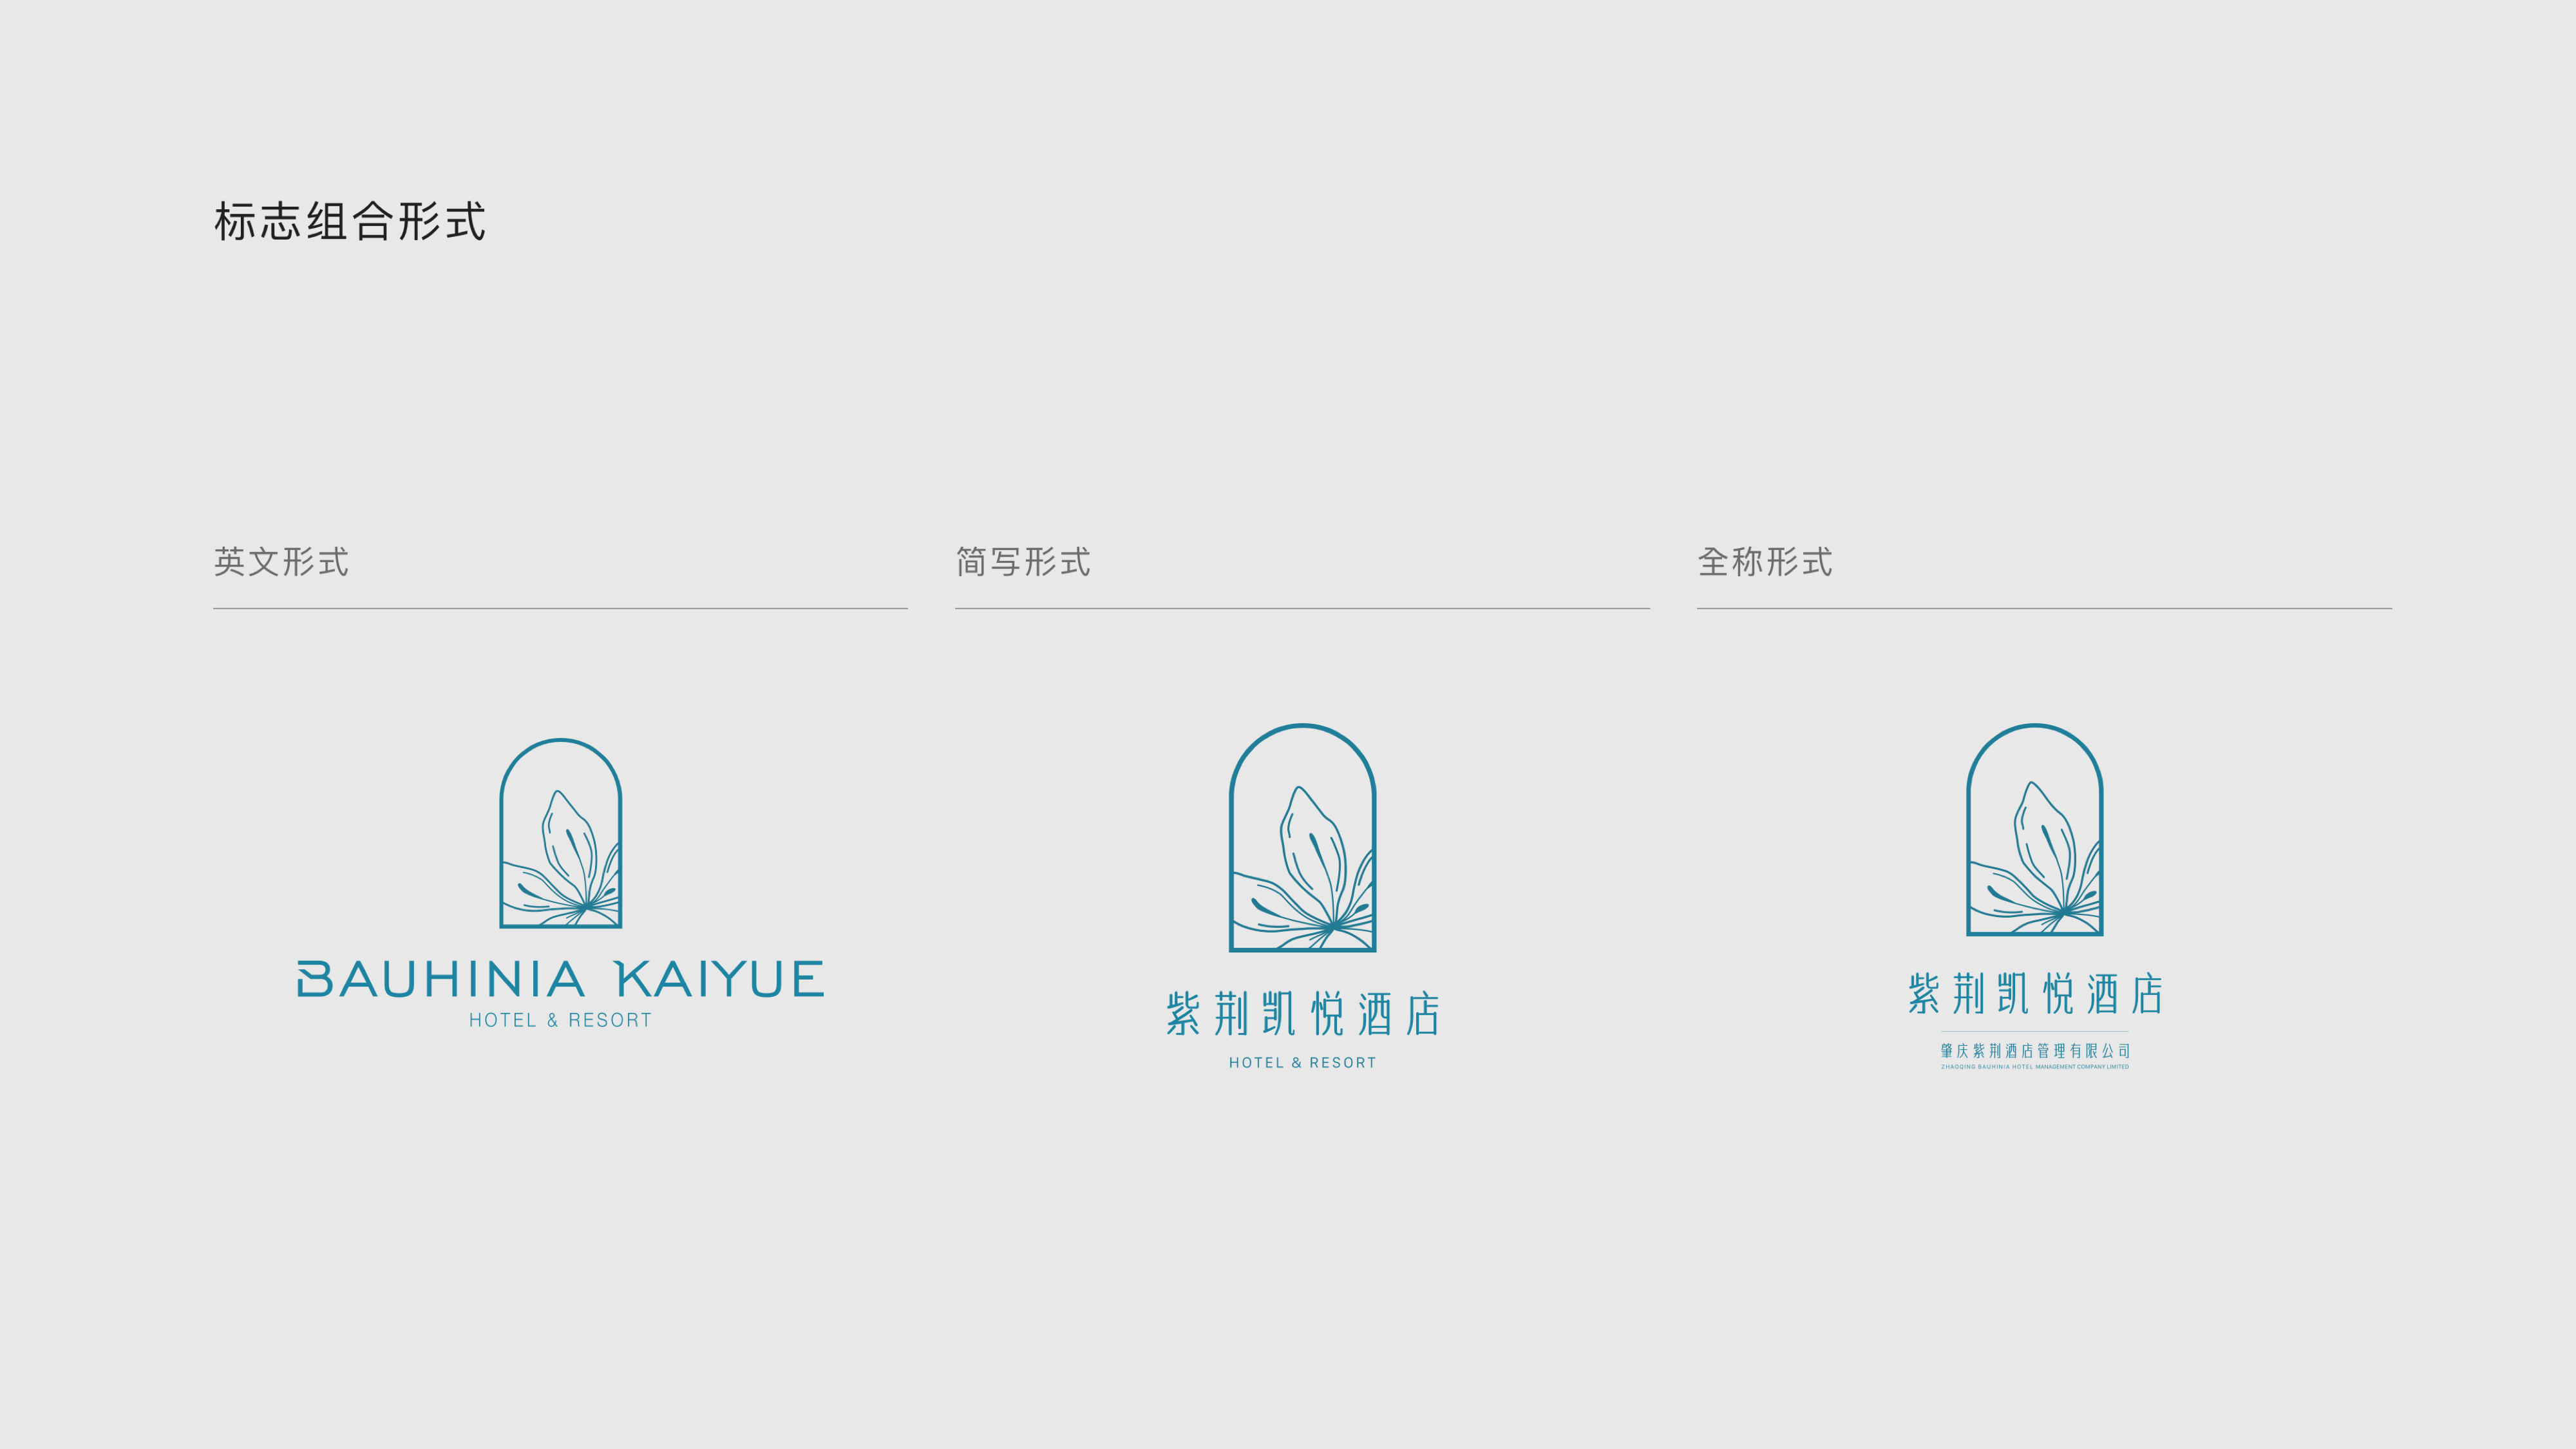 标志组合形式
英文形式
BAUHINIA KAIYUE
HOTEL & RESORT
简写形式
紫荆凯悦酒店
HOTEL & RESORT
全称形式
紫荆凯悦酒店
肇庆紫荆酒店管理有限公司
ZHAOQING BAUHINIA HOTEL MANAGEMENT COMPANY LIMITED